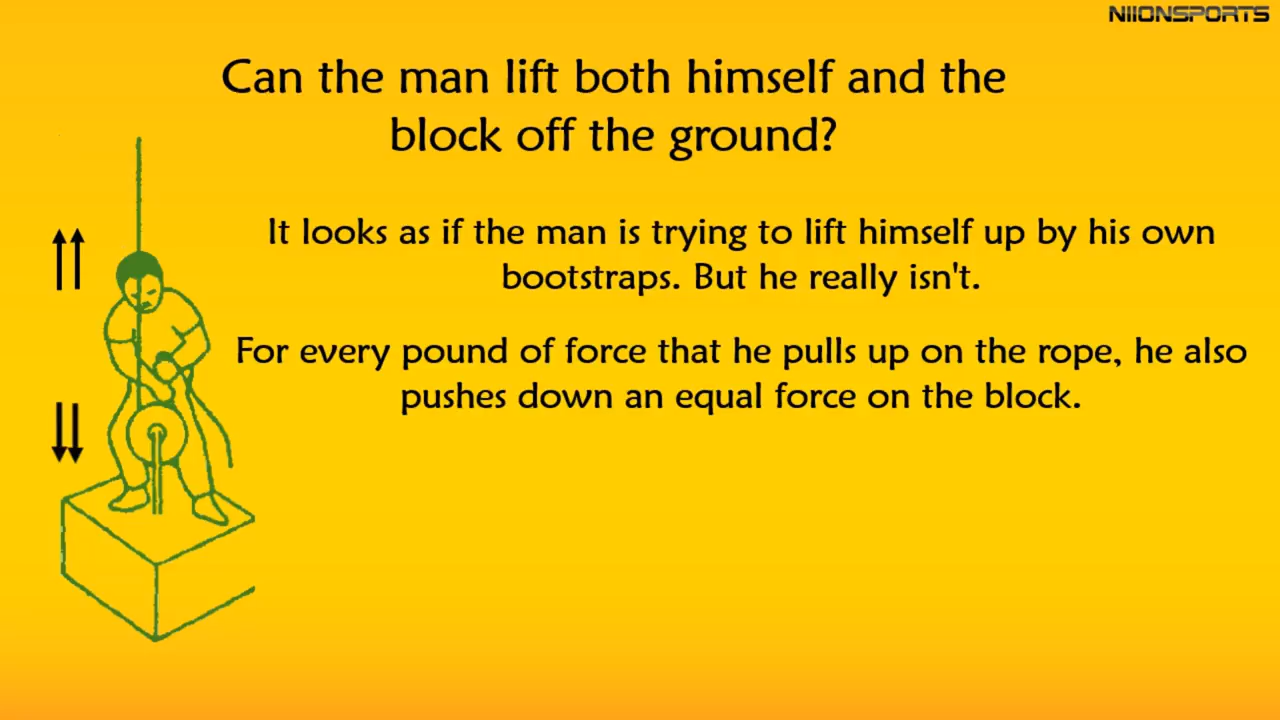 NIIONSPORTS
Can the man lift both himself and the
block off the ground?
It looks as if the man is trying to lift himself up by his own
bootstraps. But he really isn't.
For every pound of force that he pulls up on the rope, he also
pushes down an equal force on the block.